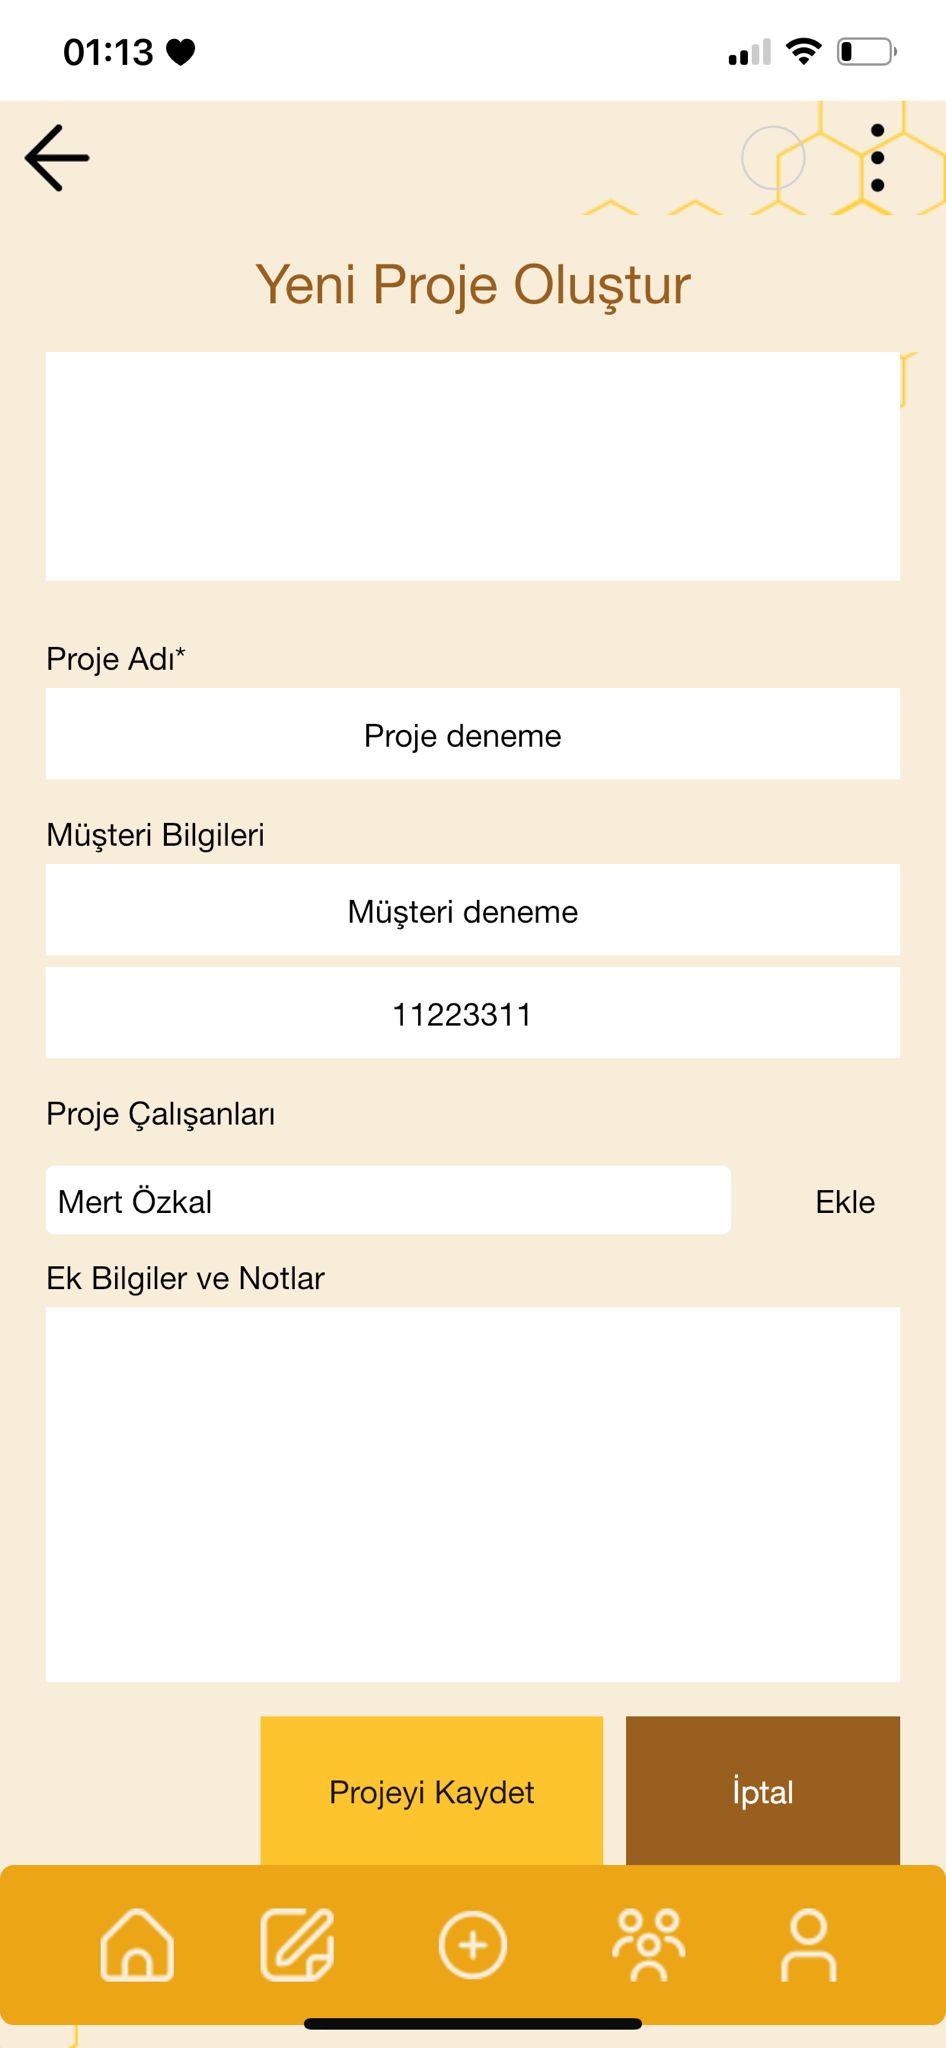 01:13
Yeni Proje Oluştur
Proje Adı*
Proje deneme
Müşteri Bilgileri
Müşteri deneme
11223311
Proje Çalışanları
Mert Özkal
Ekle
Ek Bilgiler ve Notlar
Projeyi Kaydet
İptal